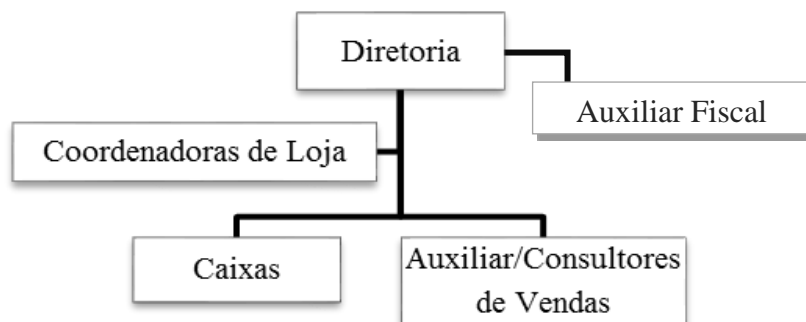 Diretoria
Auxiliar Fiscal
Coordenadoras de Loja
Caixas
Auxiliar/Consultores
de Vendas